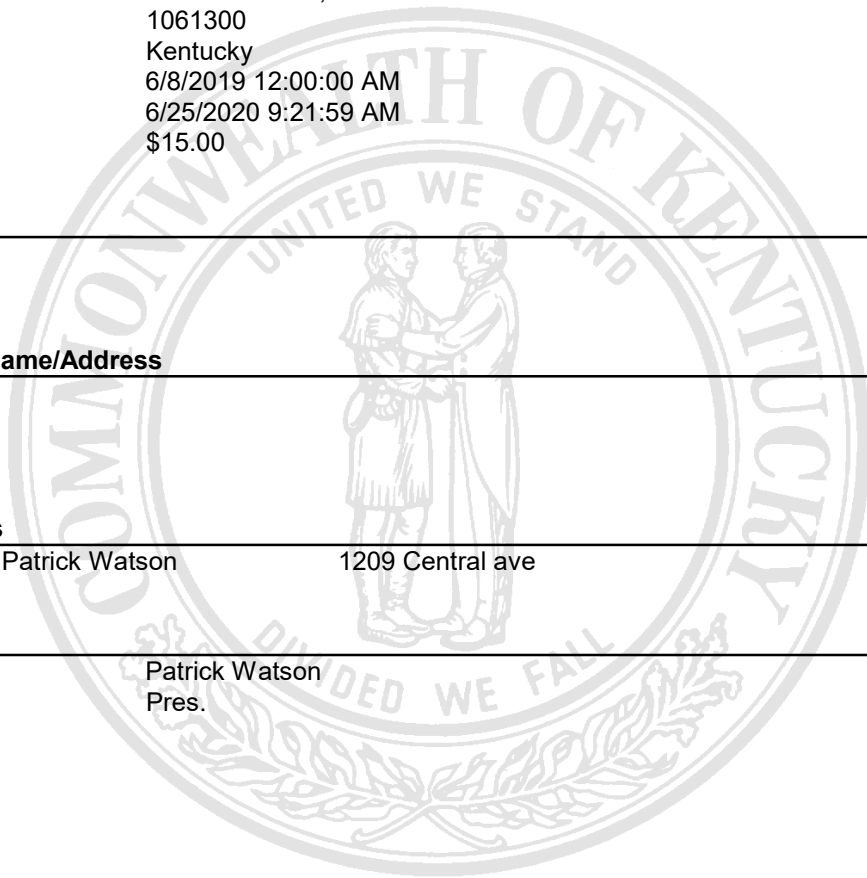 1061300
Kentucky
6/8/2019 12:00:00 AM
6/25/2020 9:21:59 AM
$15.00
COMMONWEALTH OF KENTUCKY
UNITED WE STAND
ame/Address
s
Patrick Watson 1209 Central ave
DIVIDED WE FALL
Patrick Watson
Pres.